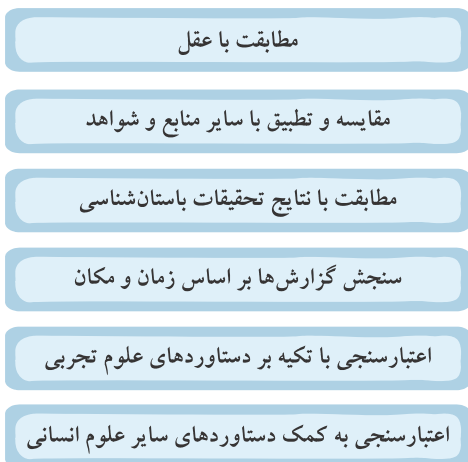 مطابقت با عقل
مقایسه و تطبیق با سایر منابع و شواهد
مطابقت با نتایج تحقیقات باستان‌شناسی
سنجش گزارش‌ها بر اساس زمان و مکان
اعتبارسنجی با تکیه بر دستاوردهای علوم تجربی
اعتبارسنجی به کمک دستاوردهای سایر علوم انسانی